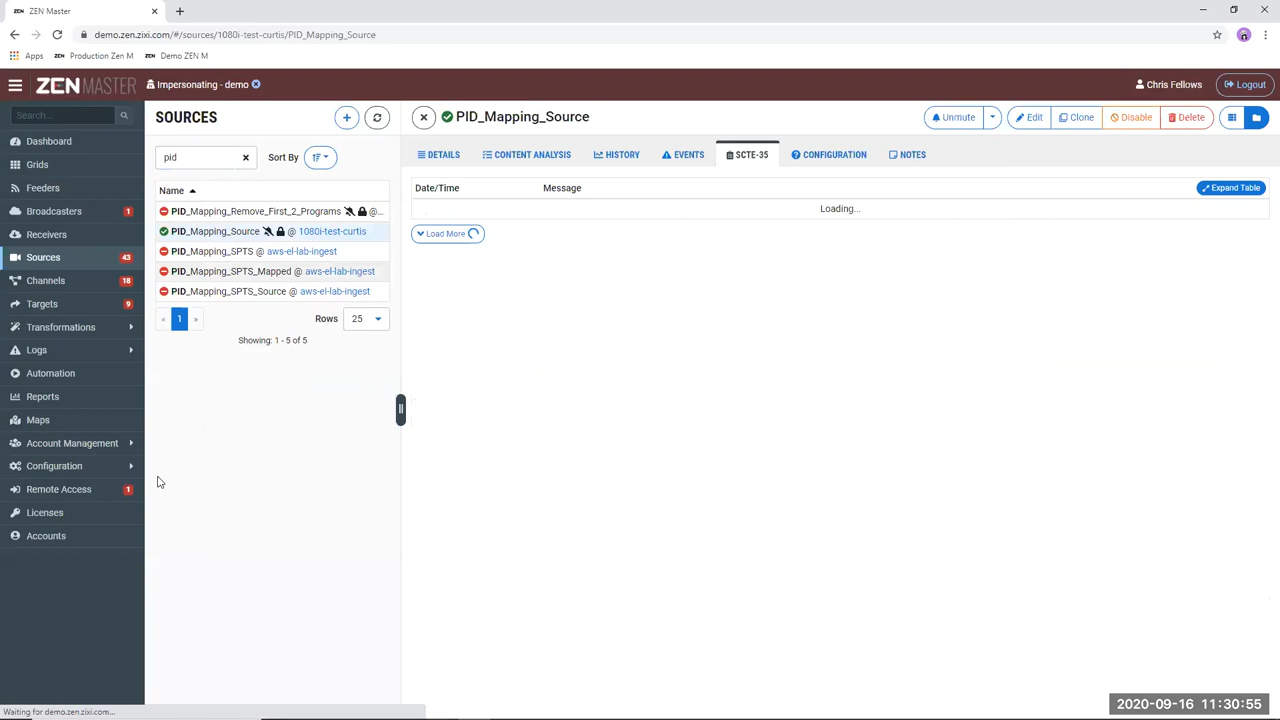 ZEN Master
demo.zen.zixi.com/#/sources/1080i-test-curtis/PID_Mapping_Source
Apps ZEN Production Zen M ZEN Demo ZEN M
ZENMASTER Impersonating - demo Chris Fellows Logout
Search...
Dashboard
Grids
Feeders
Broadcasters 1
Receivers
Sources 43
Channels 18
Targets 9
Transformations
Logs
Automation
Reports
Maps
Account Management
Configuration
Remote Access 1
Licenses
Accounts
SOURCES
pid Sort By
Name
PID_Mapping_Remove_First_2_Programs @...
PID_Mapping_Source @ 1080i-test-curtis
PID_Mapping_SPTS @ aws-el-lab-ingest
PID_Mapping_SPTS_Mapped @ aws-el-lab-ingest
PID_Mapping_SPTS_Source @ aws-el-lab-ingest
« 1 » Rows 25
Showing: 1 - 5 of 5
PID_Mapping_Source Unmute Edit Clone Disable Delete
DETAILS CONTENT ANALYSIS HISTORY EVENTS SCTE-35 CONFIGURATION NOTES
Date/Time Message Expand Table
Loading...
Load More
Waiting for demo.zen.zixi.com...
2020-09-16 11:30:55